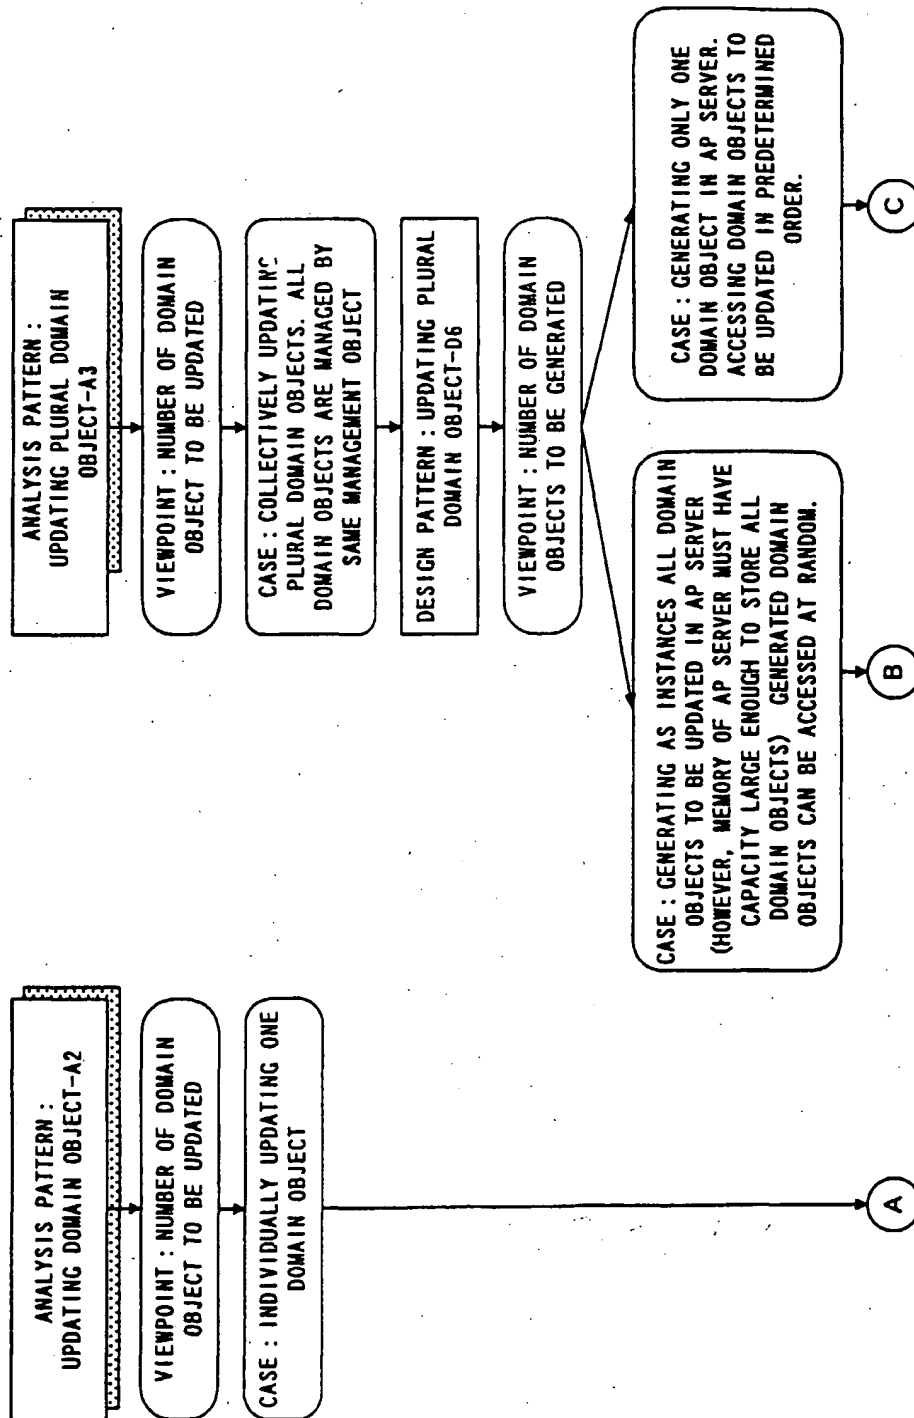 ANALYSIS PATTERN :
UPDATING DOMAIN OBJECT-A2
VIEWPOINT : NUMBER OF DOMAIN
OBJECT TO BE UPDATED
CASE : INDIVIDUALLY UPDATING ONE
DOMAIN OBJECT
A
ANALYSIS PATTERN :
UPDATING PLURAL DOMAIN
OBJECT-A3
VIEWPOINT : NUMBER OF DOMAIN
OBJECT TO BE UPDATED
CASE : COLLECTIVELY UPDATING
PLURAL DOMAIN OBJECTS. ALL
DOMAIN OBJECTS ARE MANAGED BY
SAME MANAGEMENT OBJECT
DESIGN PATTERN : UPDATING PLURAL
DOMAIN OBJECT-D6
VIEWPOINT : NUMBER OF DOMAIN
OBJECTS TO BE GENERATED
CASE : GENERATING AS INSTANCES ALL DOMAIN
OBJECTS TO BE UPDATED IN AP SERVER
(HOWEVER, MEMORY OF AP SERVER MUST HAVE
CAPACITY LARGE ENOUGH TO STORE ALL
DOMAIN OBJECTS) GENERATED DOMAIN
OBJECTS CAN BE ACCESSED AT RANDOM.
B
CASE : GENERATING ONLY ONE
DOMAIN OBJECT IN AP SERVER.
ACCESSING DOMAIN OBJECTS TO
BE UPDATED IN PREDETERMINED
ORDER.
C